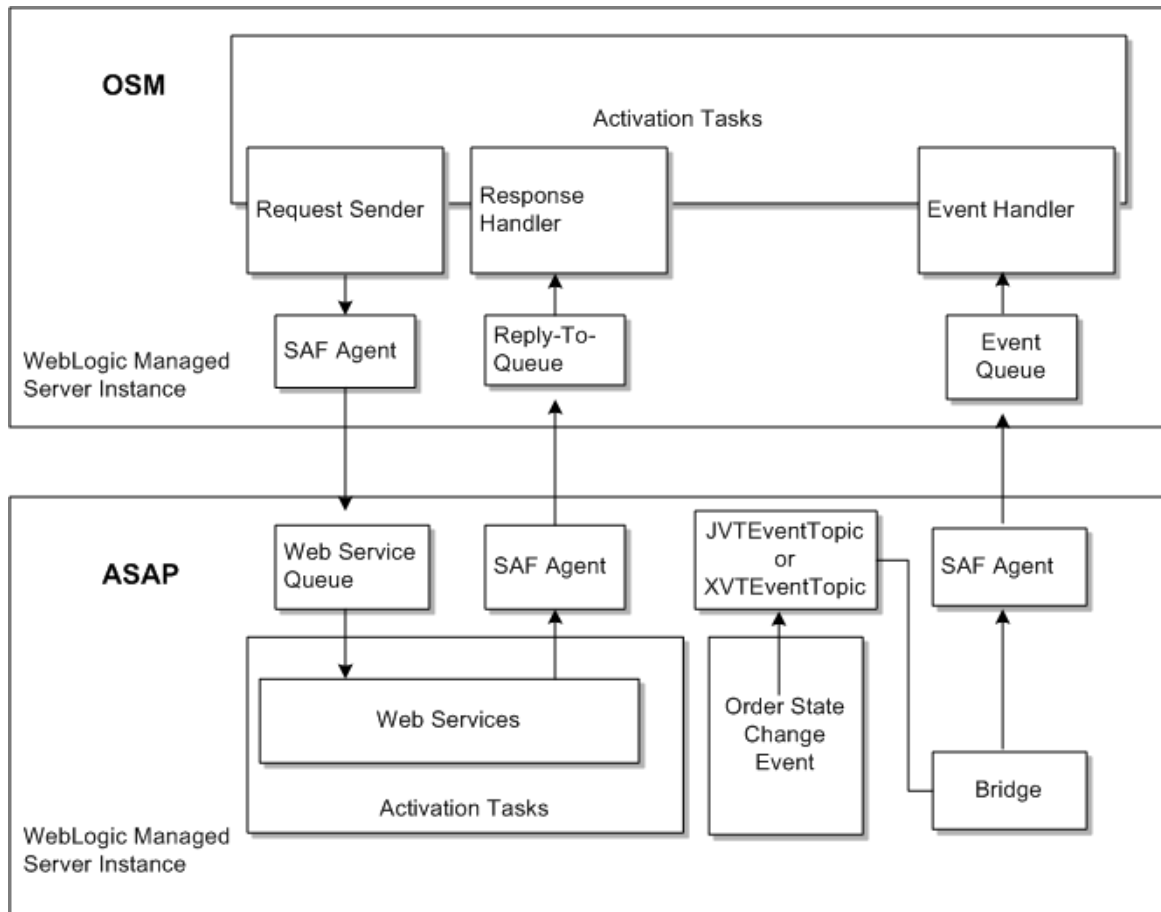 OSM
Activation Tasks
Request Sender
Response
Handler
Event Handler
SAF Agent
Reply-To-
Queue
Event
Queue
WebLogic Managed
Server Instance
ASAP
Web Service
Queue
SAF Agent
JVTEventTopic
or
XVTEventTopic
SAF Agent
Web Services
Activation Tasks
Order State
Change
Event
Bridge
WebLogic Managed
Server Instance